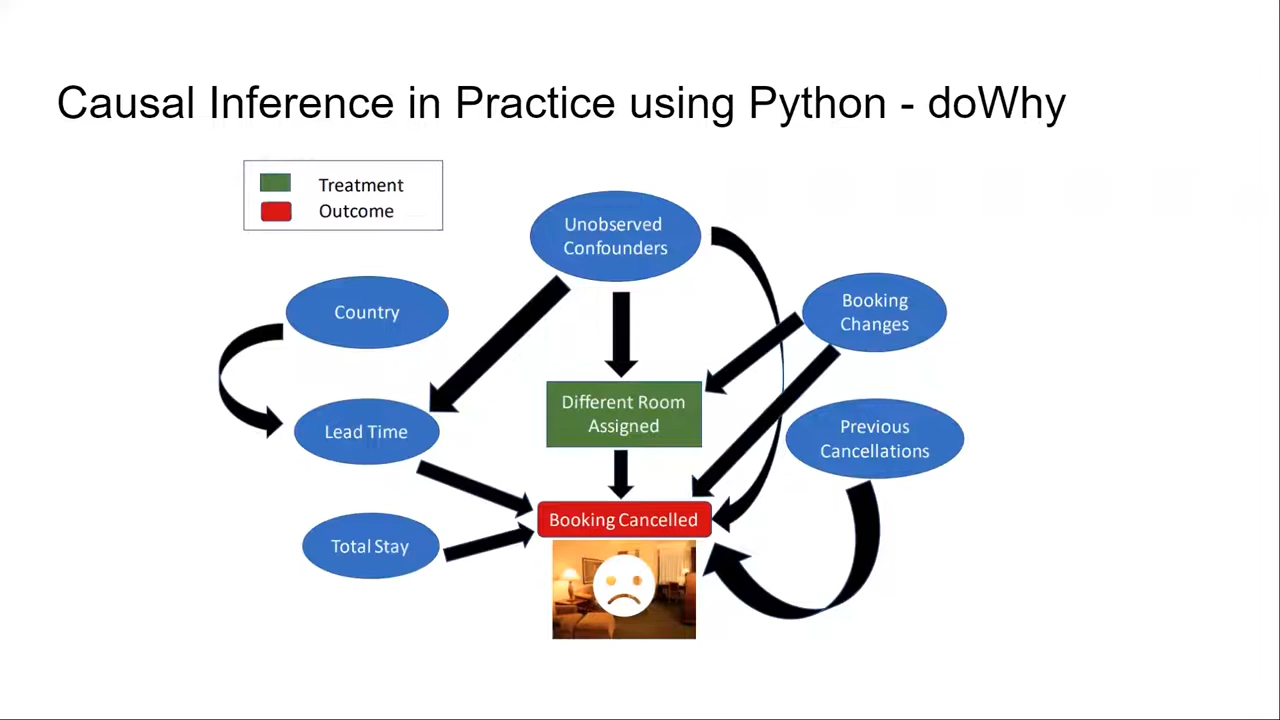 Causal Inference in Practice using Python - doWhy
Treatment
Outcome
Unobserved
Confounders
Country
Booking
Changes
Different Room
Assigned
Lead Time
Previous
Cancellations
Booking Cancelled
Total Stay